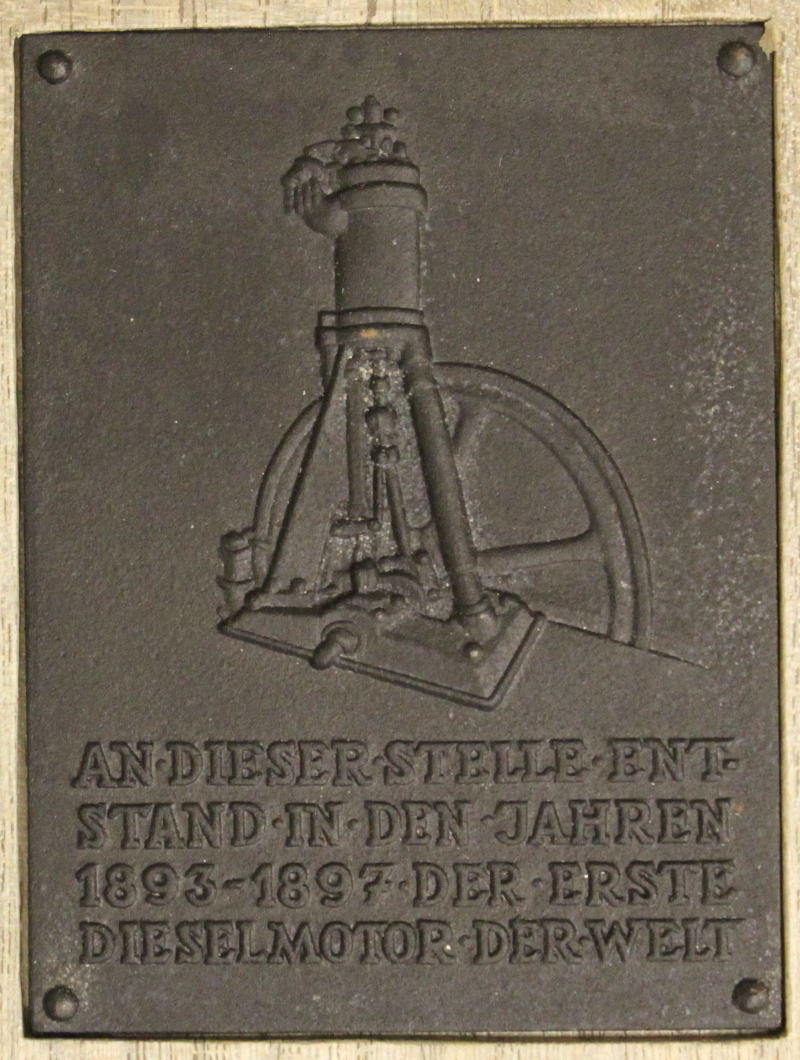 AN·DIESER·STELLE·ENT-
STAND·IN·DEN·JAHREN
1893-1897·DER·ERSTE
DIESELMOTOR·DER·WELT